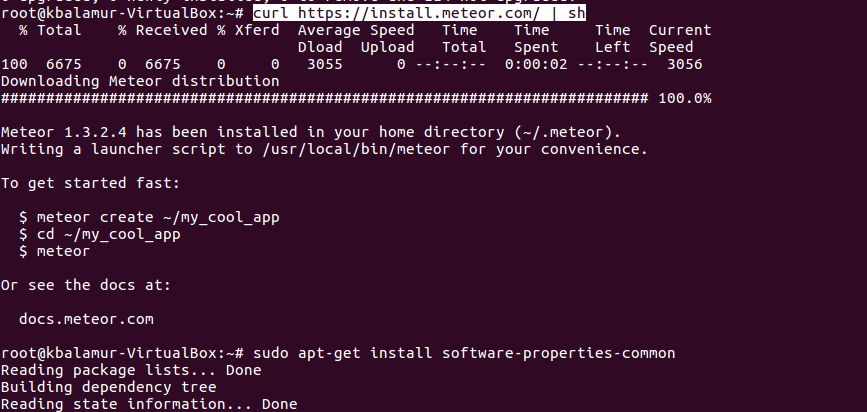 root@kbalamur-VirtualBox:~# curl https://install.meteor.com/ | sh
  % Total    % Received % Xferd  Average Speed   Time    Time     Time  Current
                                 Dload  Upload   Total   Spent    Left  Speed
100  6675    0  6675    0     0   3055      0 --:--:--  0:00:02 --:--:--  3056
Downloading Meteor distribution
######################################################################## 100.0%

Meteor 1.3.2.4 has been installed in your home directory (~/.meteor).
Writing a launcher script to /usr/local/bin/meteor for your convenience.

To get started fast:

  $ meteor create ~/my_cool_app
  $ cd ~/my_cool_app
  $ meteor

Or see the docs at:

  docs.meteor.com

root@kbalamur-VirtualBox:~# sudo apt-get install software-properties-common
Reading package lists... Done
Building dependency tree
Reading state information... Done